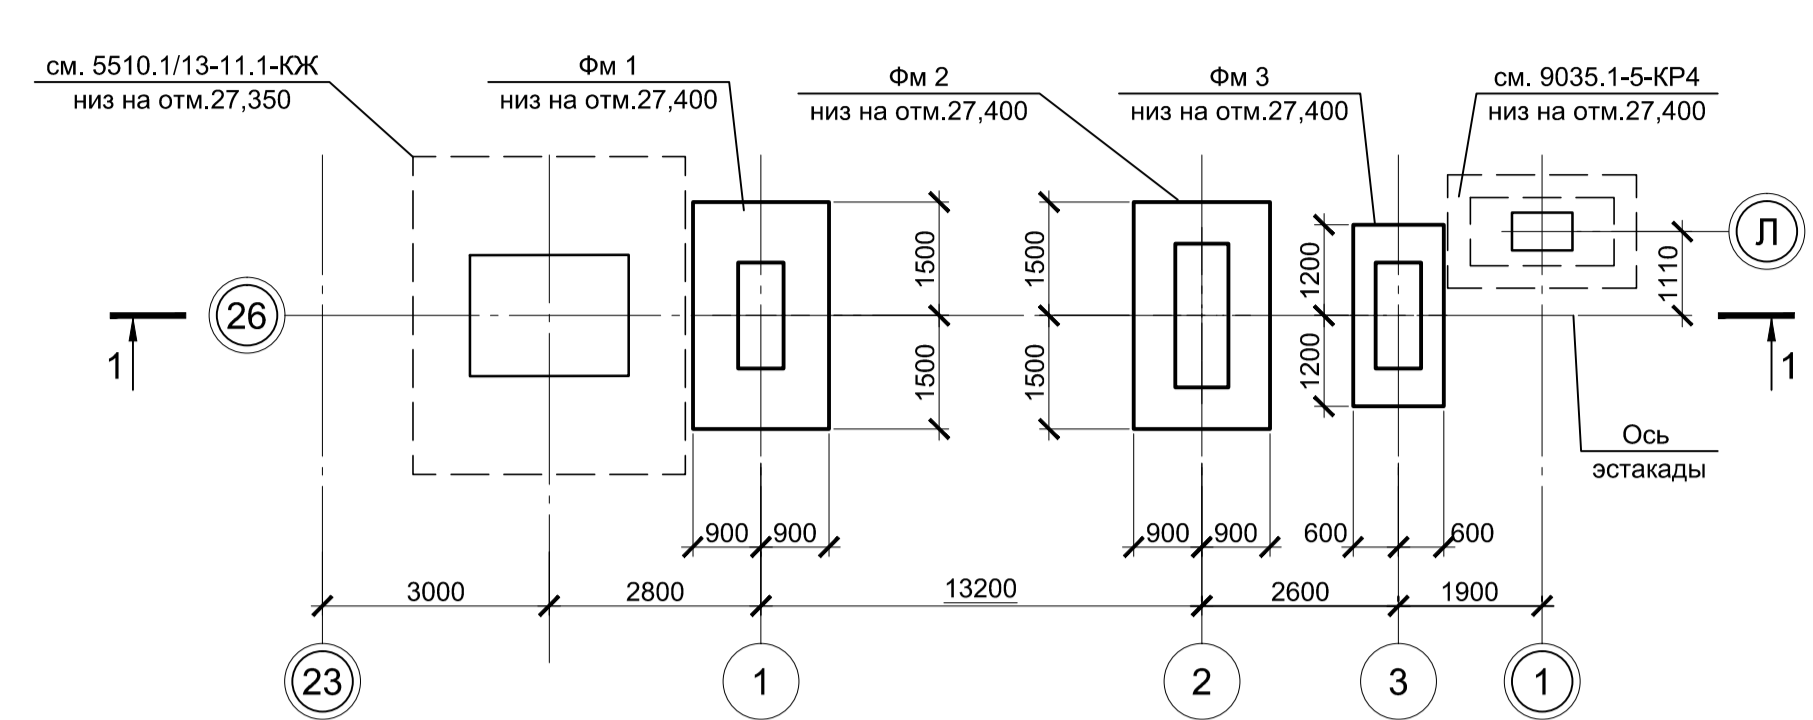 см. 5510.1/13-11.1-КЖ
низ на отм.27,350
Фм 1
низ на отм.27,400
Фм 2
низ на отм.27,400
Фм 3
низ на отм.27,400
см. 9035.1-5-КР4
низ на отм.27,400
Л
1110
26
1
1
1500
1500
1500
1500
1200
1200
Ось
эстакады
900
900
900
900
600
600
3000
2800
13200
2600
1900
23
1
2
3
1